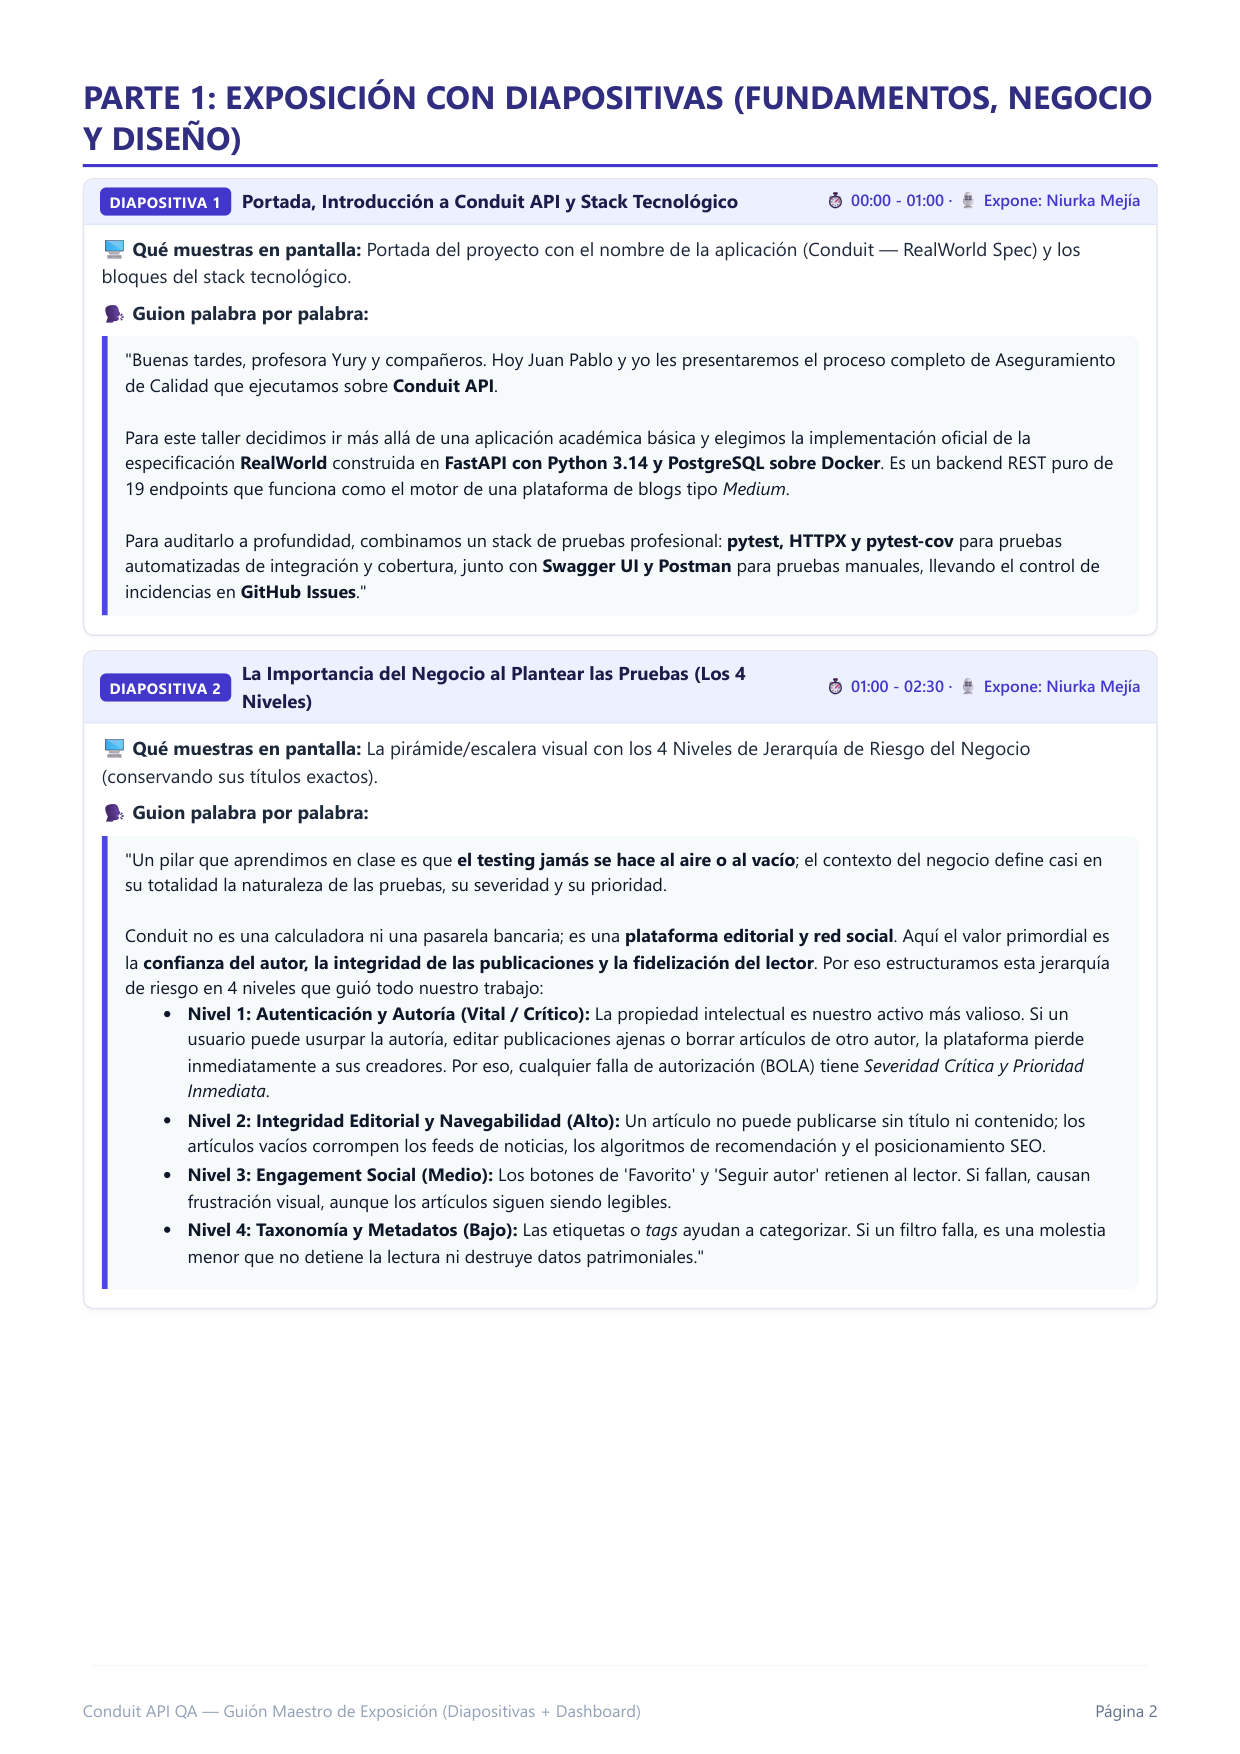 PARTE 1: EXPOSICIÓN CON DIAPOSITIVAS (FUNDAMENTOS, NEGOCIO
Y DISEÑO)
DIAPOSITIVA 1 Portada, Introducción a Conduit API y Stack Tecnológico 00:00 - 01:00 · Expone: Niurka Mejía
Qué muestras en pantalla: Portada del proyecto con el nombre de la aplicación (Conduit — RealWorld Spec) y los
bloques del stack tecnológico.
Guion palabra por palabra:
"Buenas tardes, profesora Yury y compañeros. Hoy Juan Pablo y yo les presentaremos el proceso completo de Aseguramiento
de Calidad que ejecutamos sobre Conduit API.
Para este taller decidimos ir más allá de una aplicación académica básica y elegimos la implementación oficial de la
especificación RealWorld construida en FastAPI con Python 3.14 y PostgreSQL sobre Docker. Es un backend REST puro de
19 endpoints que funciona como el motor de una plataforma de blogs tipo Medium.
Para auditarlo a profundidad, combinamos un stack de pruebas profesional: pytest, HTTPX y pytest-cov para pruebas
automatizadas de integración y cobertura, junto con Swagger UI y Postman para pruebas manuales, llevando el control de
incidencias en GitHub Issues."
DIAPOSITIVA 2 La Importancia del Negocio al Plantear las Pruebas (Los 4
Niveles) 01:00 - 02:30 · Expone: Niurka Mejía
Qué muestras en pantalla: La pirámide/escalera visual con los 4 Niveles de Jerarquía de Riesgo del Negocio
(conservando sus títulos exactos).
Guion palabra por palabra:
"Un pilar que aprendimos en clase es que el testing jamás se hace al aire o al vacío; el contexto del negocio define casi en
su totalidad la naturaleza de las pruebas, su severidad y su prioridad.
Conduit no es una calculadora ni una pasarela bancaria; es una plataforma editorial y red social. Aquí el valor primordial es
la confianza del autor, la integridad de las publicaciones y la fidelización del lector. Por eso estructuramos esta jerarquía
de riesgo en 4 niveles que guió todo nuestro trabajo:
• Nivel 1: Autenticación y Autoría (Vital / Crítico): La propiedad intelectual es nuestro activo más valioso. Si un
usuario puede usurpar la autoría, editar publicaciones ajenas o borrar artículos de otro autor, la plataforma pierde
inmediatamente a sus creadores. Por eso, cualquier falla de autorización (BOLA) tiene Severidad Crítica y Prioridad
Inmediata.
• Nivel 2: Integridad Editorial y Navegabilidad (Alto): Un artículo no puede publicarse sin título ni contenido; los
artículos vacíos corrompen los feeds de noticias, los algoritmos de recomendación y el posicionamiento SEO.
• Nivel 3: Engagement Social (Medio): Los botones de 'Favorito' y 'Seguir autor' retienen al lector. Si fallan, causan
frustración visual, aunque los artículos siguen siendo legibles.
• Nivel 4: Taxonomía y Metadatos (Bajo): Las etiquetas o tags ayudan a categorizar. Si un filtro falla, es una molestia
menor que no detiene la lectura ni destruye datos patrimoniales."
Conduit API QA — Guión Maestro de Exposición (Diapositivas + Dashboard) Página 2